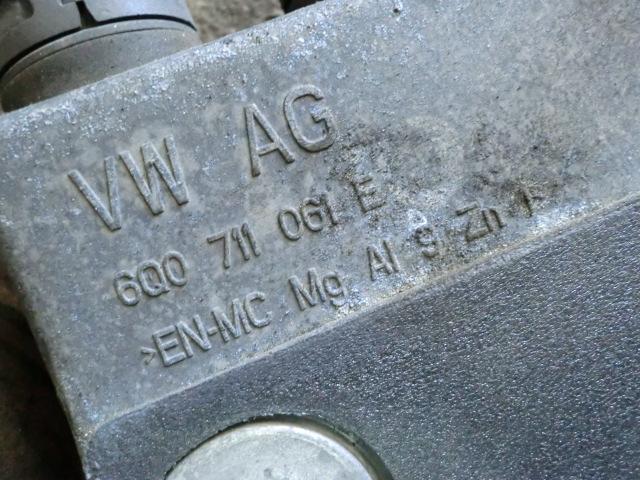 VW AG
6Q0 711 061 E
>EN-MC Mg Al 9 Zn 1